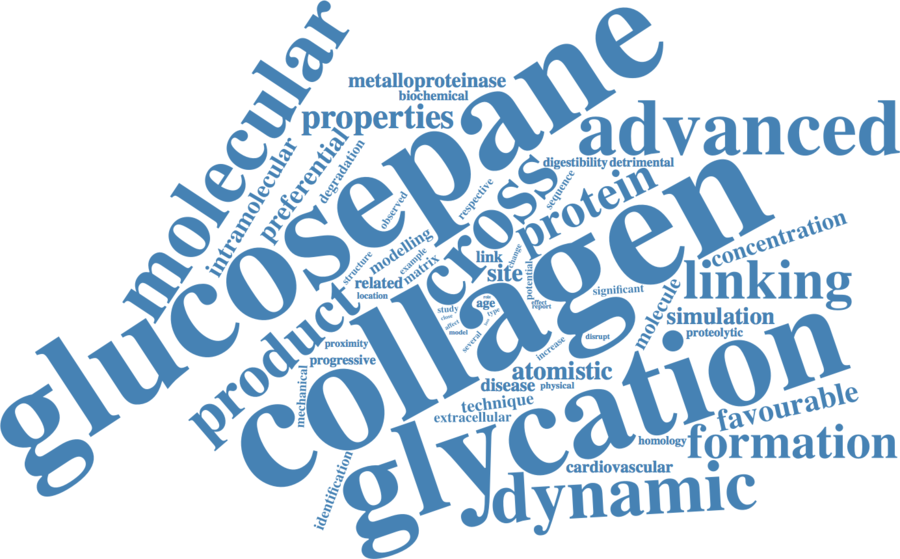 molecular
glucosepane
metalloproteinase
biochemical
properties
advanced
intramolecular
preferential
degradation
observed
respective
cross
sequence
digestibility
detrimental
protein
collagen
concentration
structure
modelling
example
matrix
related
location
link
site
change
potential
significant
linking
molecule
simulation
proteolytic
product
proximity
progressive
mechanical
study
age
role
type
close
affect
model
several
effect
report
increase
disrupt
atomistic
disease
physical
technique
extracellular
glycation
favourable
homology
formation
cardiovascular
dynamic
identification